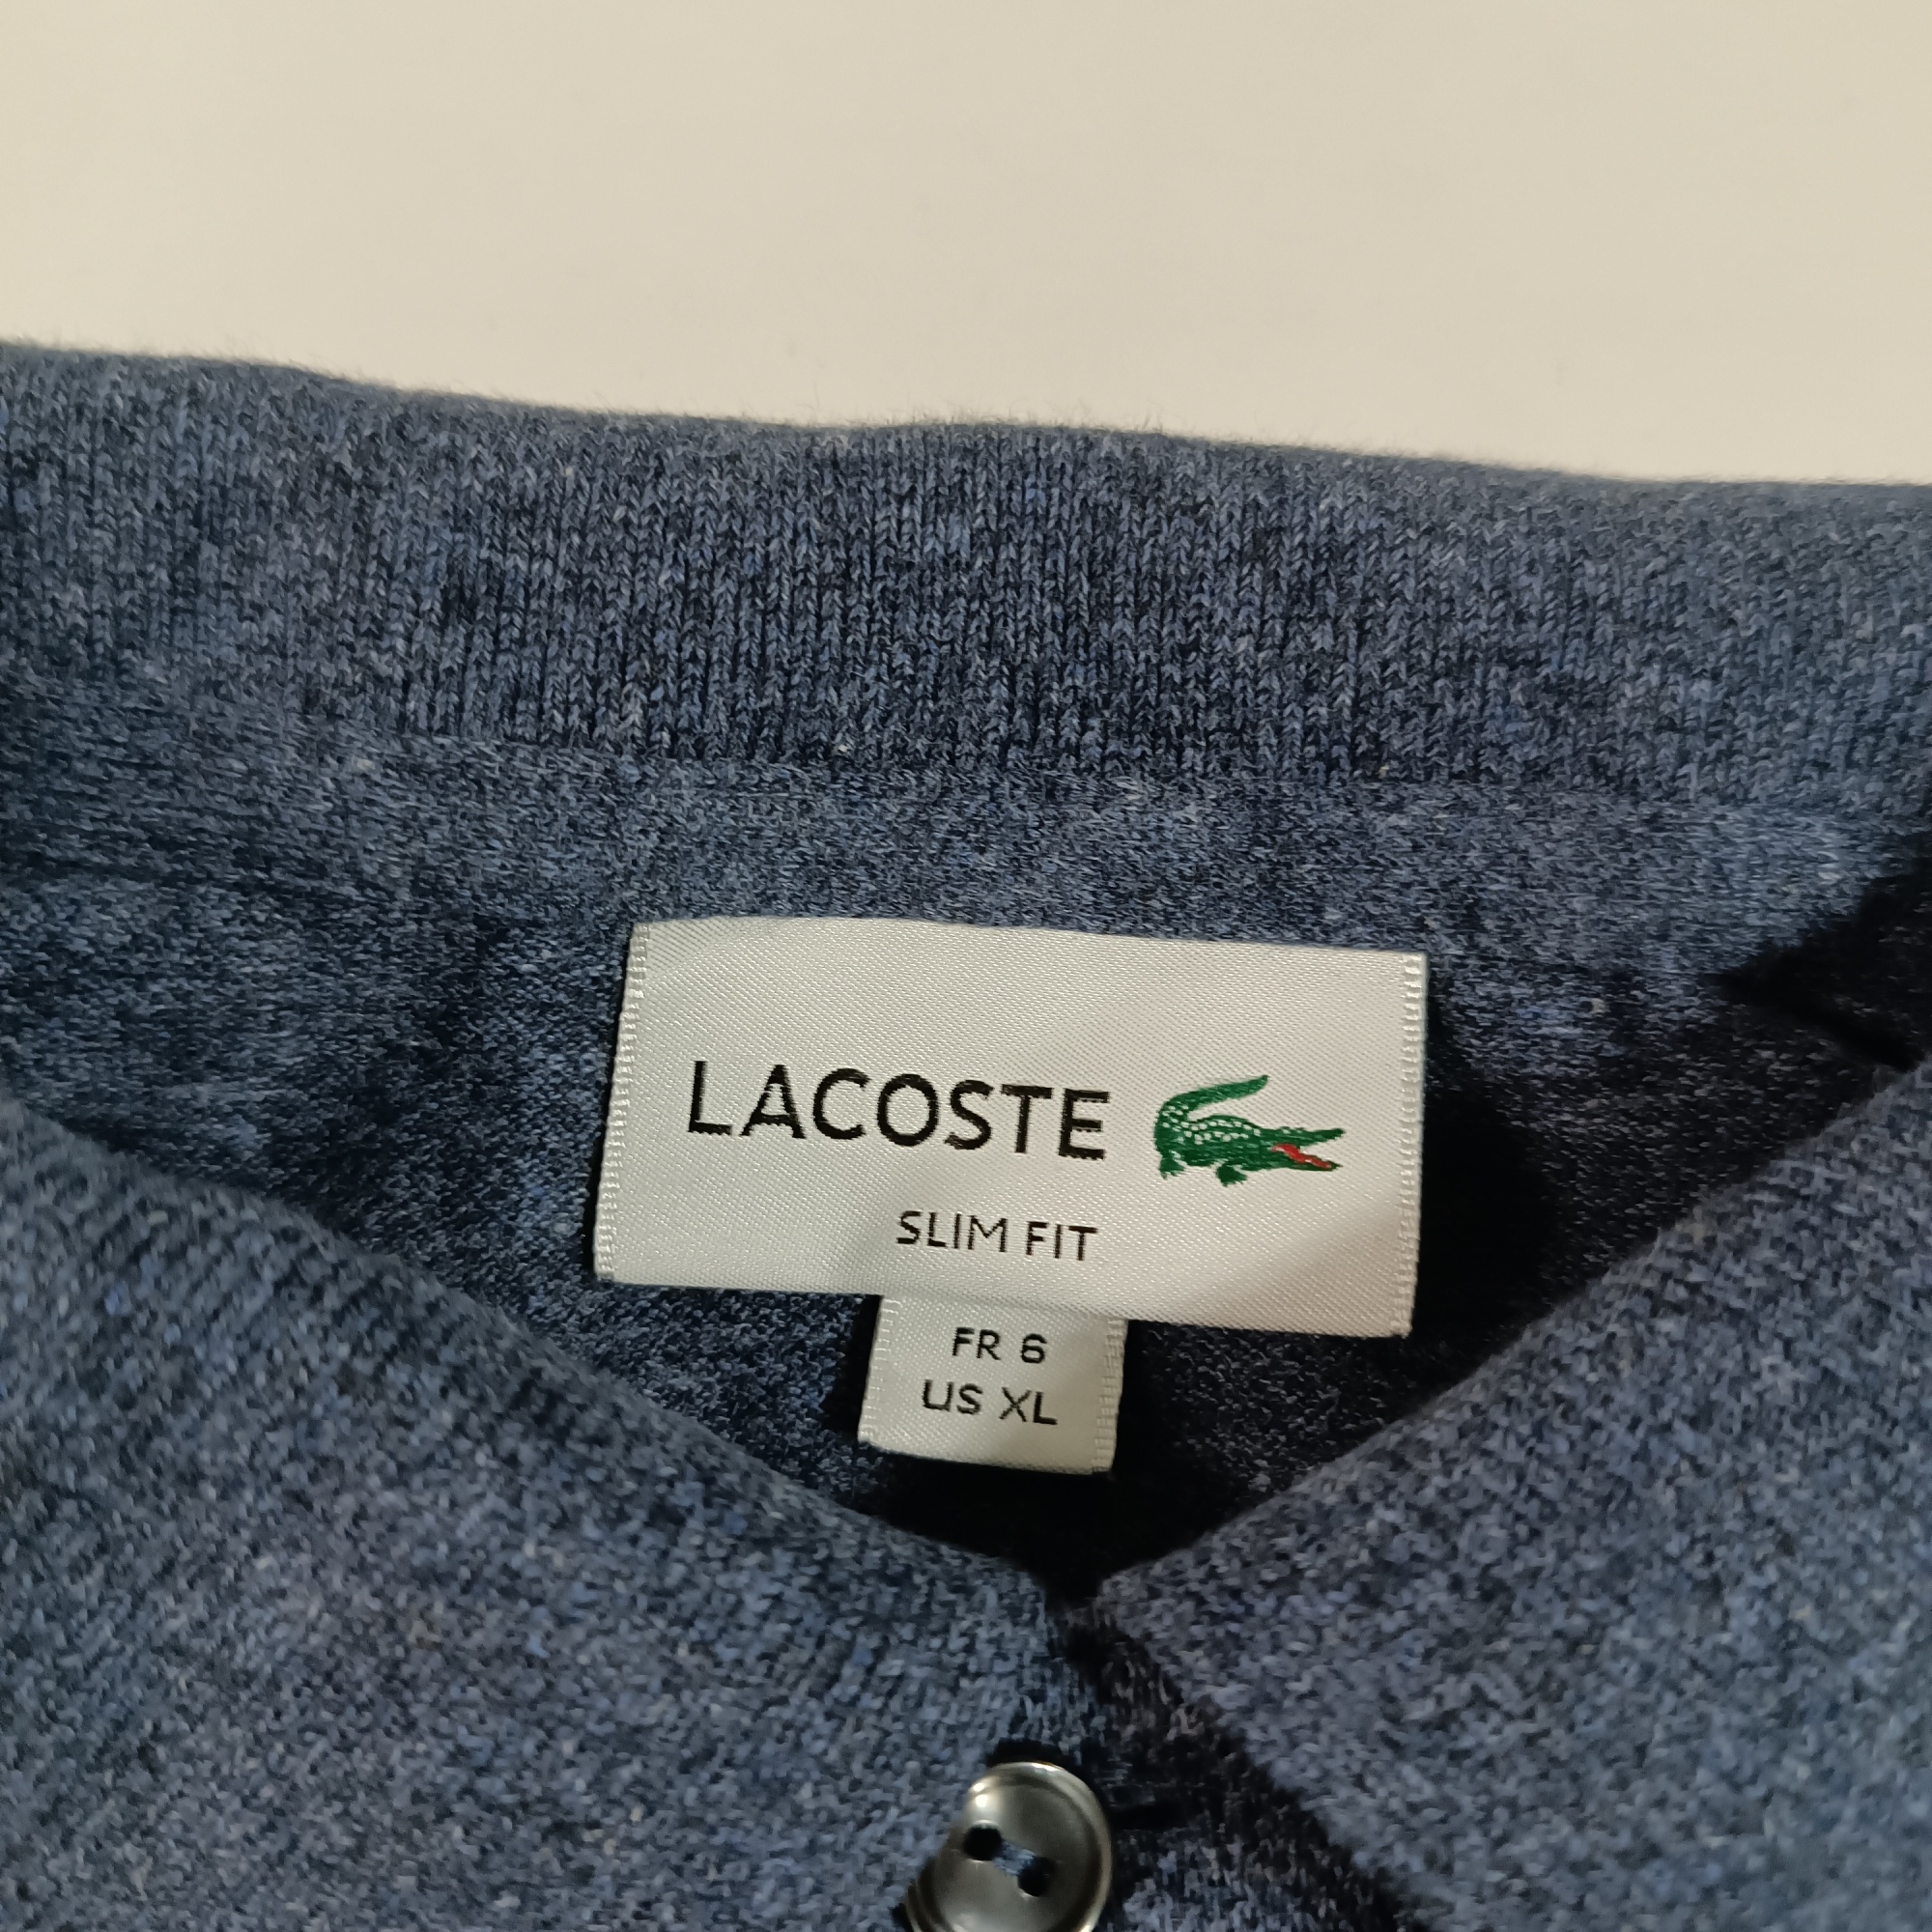 LACOSTE
SLIM FIT
FR 6
US XL